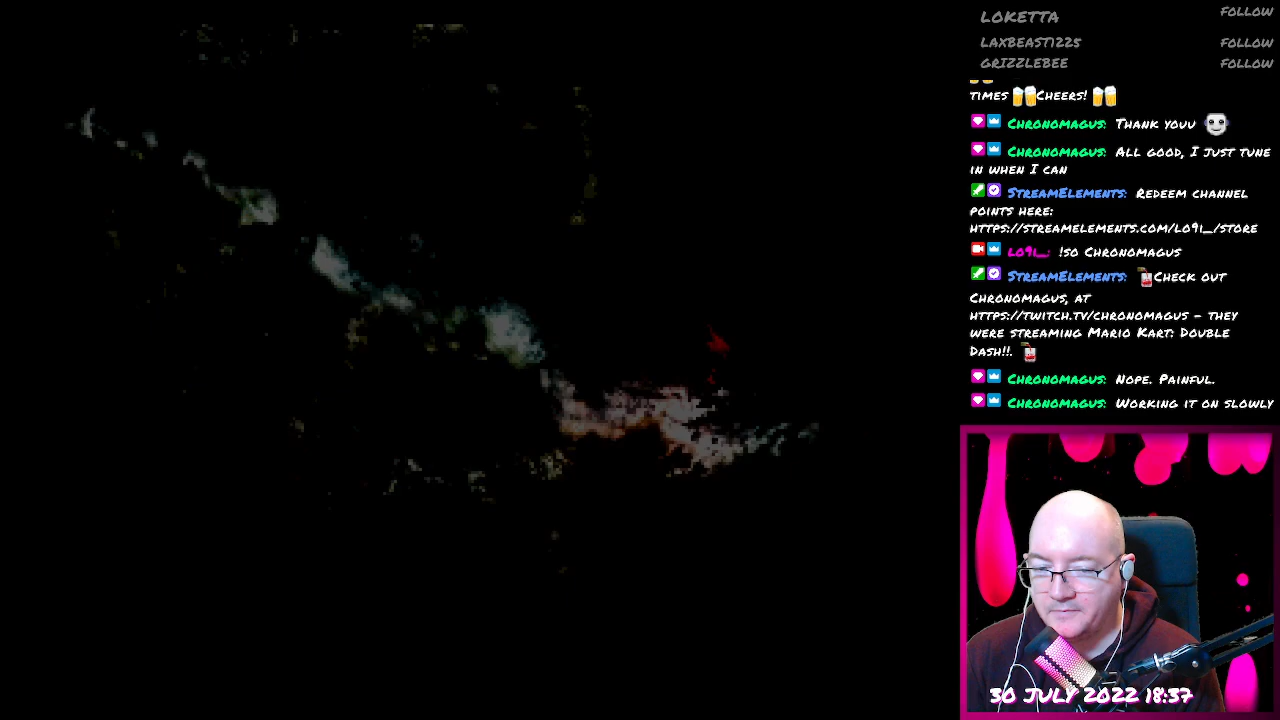 LOKETTA FOLLOW
LAXBEAST1225 FOLLOW
GRIZZLEBEE FOLLOW
TIMES CHEERS!
CHRONOMAGUS: THANK YOUU
CHRONOMAGUS: ALL GOOD, I JUST TUNE
IN WHEN I CAN
STREAMELEMENTS: REDEEM CHANNEL
POINTS HERE:
HTTPS://STREAMELEMENTS.COM/LO91_/STORE
LO91_: !SO CHRONOMAGUS
STREAMELEMENTS: CHECK OUT
CHRONOMAGUS, AT
HTTPS://TWITCH.TV/CHRONOMAGUS - THEY
WERE STREAMING MARIO KART: DOUBLE
DASH!!.
CHRONOMAGUS: NOPE. PAINFUL.
CHRONOMAGUS: WORKING IT ON SLOWLY
30 JULY 2022 18:37